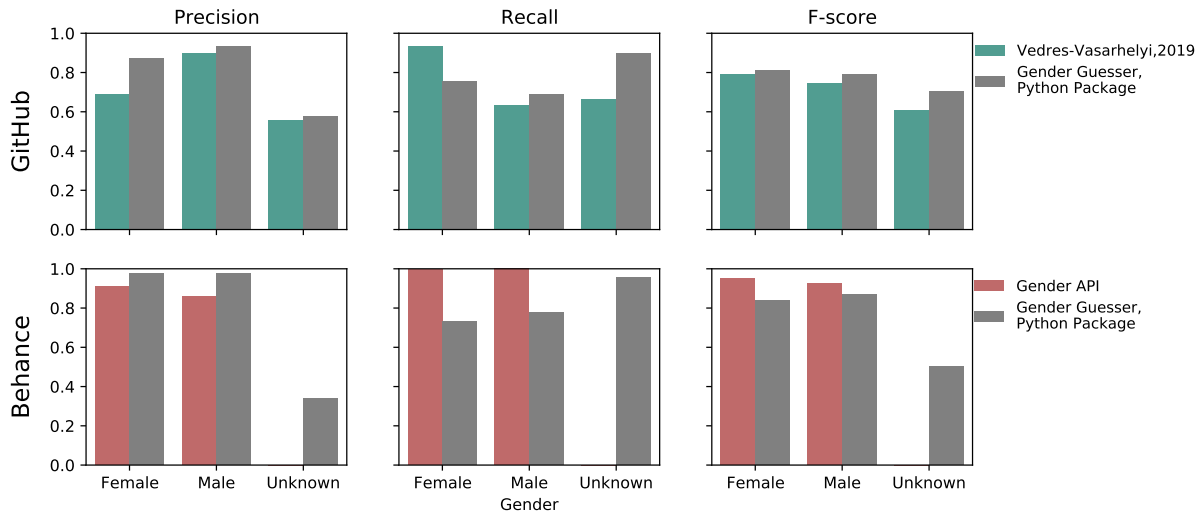 Precision
Recall
F-score
GitHub
1.0
0.8
0.6
0.4
0.2
0.0
Vedres-Vasarhelyi,2019
Gender Guesser,
Python Package
Behance
1.0
0.8
0.6
0.4
0.2
0.0
Gender API
Gender Guesser,
Python Package
Female Male Unknown
Female Male Unknown
Female Male Unknown
Gender